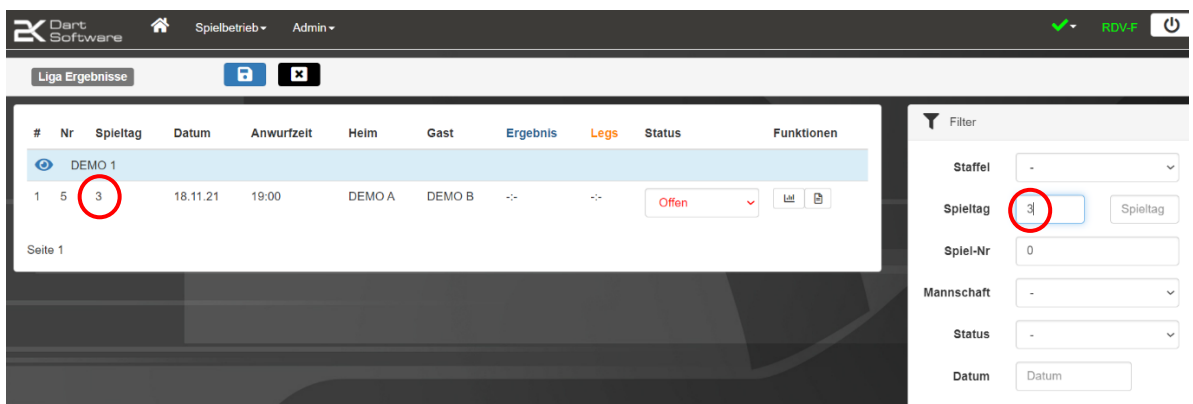 2K Dart Software
Spielbetrieb
Admin
RDV-F
Liga Ergebnisse
# Nr Spieltag Datum Anwurfzeit Heim Gast Ergebnis Legs Status Funktionen
DEMO 1
1 5 3 18.11.21 19:00 DEMO A DEMO B -:- -:- Offen
Seite 1
Filter
Staffel -
Spieltag 3 Spieltag
Spiel-Nr 0
Mannschaft -
Status -
Datum Datum